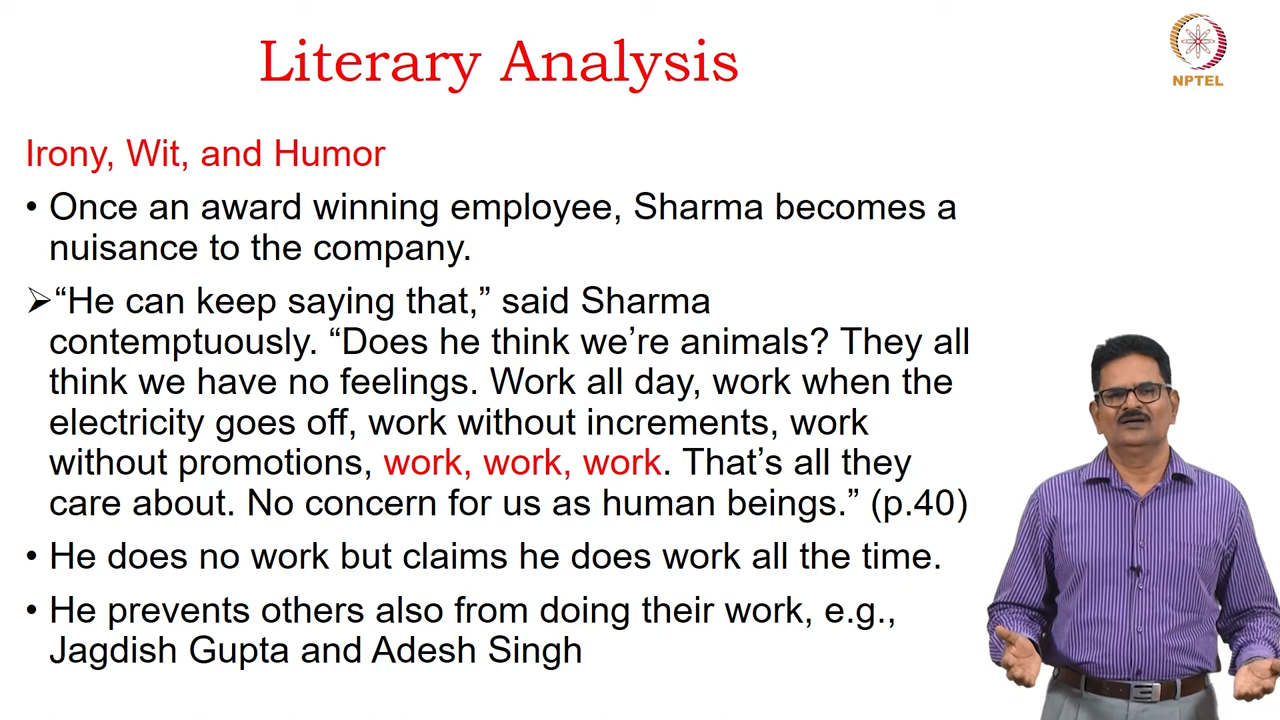 Literary Analysis
NPTEL
Irony, Wit, and Humor
• Once an award winning employee, Sharma becomes a
nuisance to the company.
➢“He can keep saying that,” said Sharma
contemptuously. “Does he think we’re animals? They all
think we have no feelings. Work all day, work when the
electricity goes off, work without increments, work
without promotions, work, work, work. That’s all they
care about. No concern for us as human beings.” (p.40)
• He does no work but claims he does work all the time.
• He prevents others also from doing their work, e.g.,
Jagdish Gupta and Adesh Singh